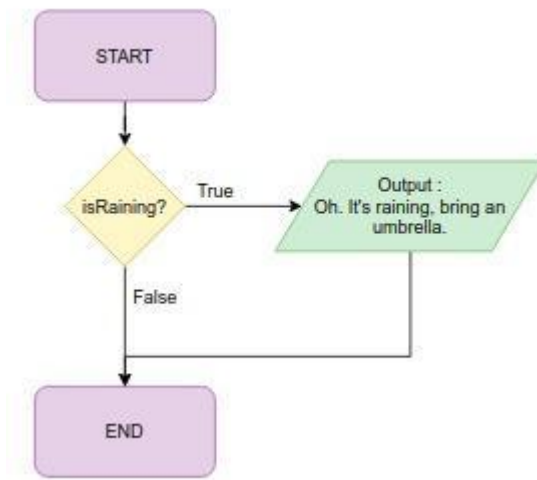 START
isRaining?
True
Output :
Oh. It's raining, bring an
umbrella.
False
END